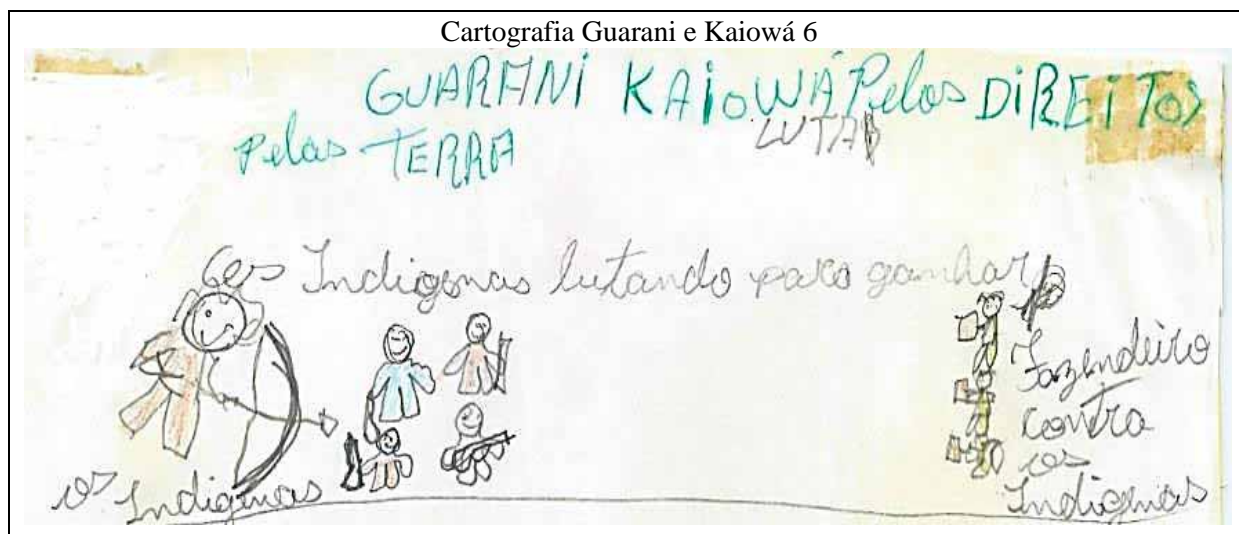 Cartografia Guarani e Kaiowá 6
GUARANI KAIOWÁ Pelos DIREITOS
LUTAR
Pelas TERRA
Indigenas lutando para ganhar
Fazendeiro
contra
os
Indigenas
os Indigenas